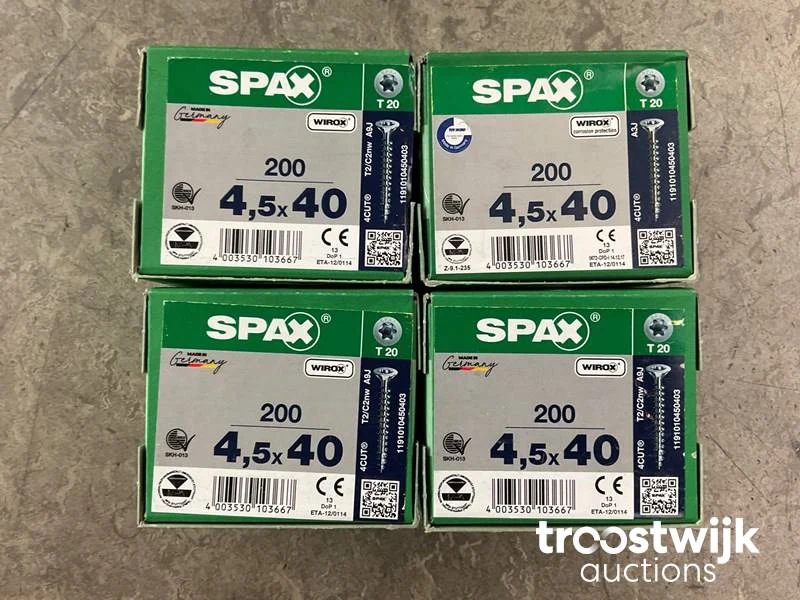 SPAX®
T 20
MADE IN
Germany
WIROX®
200
4,5x40
SKH-013
4 003530 103667
CE
13
DoP 1
ETA-12/0114
4CUT® T2/C2nw A9J
1191010450403
SPAX®
T 20
WIROX®
corrosion protection
200
4,5x40
Z-9.1-235
4 003530 103667
CE
13
DoP 1
ETA-12/0114
4CUT® A3J
1191010450403
SPAX®
T 20
MADE IN
Germany
WIROX®
200
4,5x40
SKH-013
4 003530 103667
CE
13
DoP 1
ETA-12/0114
4CUT® T2/C2nw A9J
1191010450403
SPAX®
T 20
MADE IN
Germany
WIROX®
200
4,5x40
SKH-013
4 003530 103667
CE
13
DoP 1
ETA-12/0114
4CUT® T2/C2nw A9J
1191010450403
troostwijk
auctions